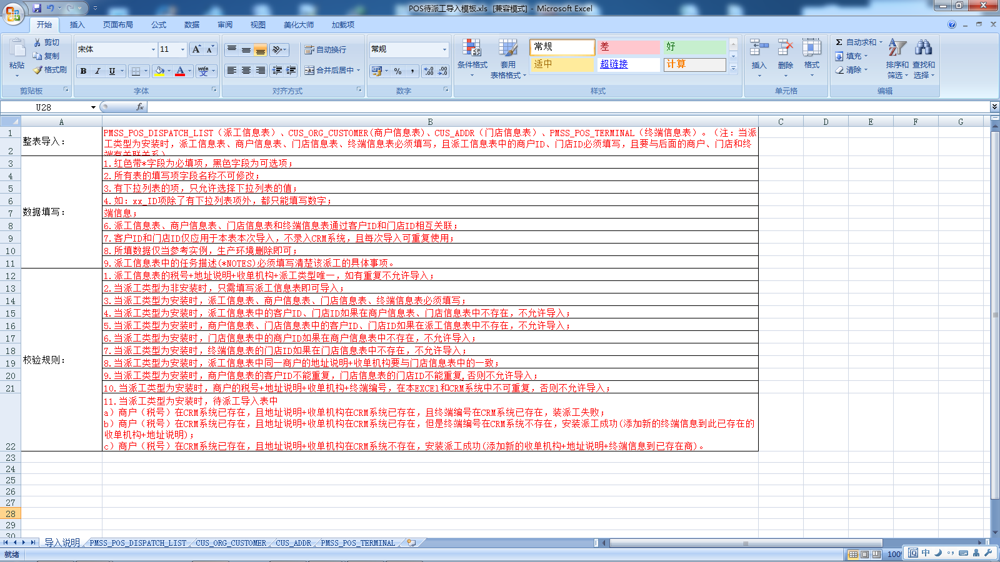 POS待派工导入模板.xls  [兼容模式] - Microsoft Excel
开始 插入 页面布局 公式 数据 审阅 视图 美化大师 加载项
粘贴 剪切 复制 格式刷 剪贴板
宋体 11 B I U 字体
自动换行 合并后居中 对齐方式
常规 % , 数字
条件格式 套用表格格式 常规 差 好 适中 超链接 计算 样式
插入 删除 格式 单元格
Σ 自动求和 填充 清除 排序和筛选 查找和选择 编辑
U28 fx
A B C D E F G
1
2
整表导入：
PMSS_POS_DISPATCH_LIST（派工信息表）、CUS_ORG_CUSTOMER(商户信息表)、CUS_ADDR（门店信息表）、PMSS_POS_TERMINAL（终端信息表）。（注：当派
工类型为安装时，派工信息表、商户信息表、门店信息表、终端信息表必须填写，且派工信息表中的商户ID、门店ID必须填写，且要与后面的商户、门店和终
端有关联关系）
数据填写：
3 1.红色带*字段为必填项，黑色字段为可选项；
4 2.所有表的填写项字段名称不可修改；
5 3.有下拉列表的项，只允许选择下拉列表的值；
6 4.如：xx_ID项除了有下拉列表项外，都只能填写数字；
7 端信息；
8 6.派工信息表、商户信息表、门店信息表和终端信息表通过客户ID和门店ID相互关联；
9 7.客户ID和门店ID仅应用于本表本次导入，不录入CRM系统，且每次导入可重复使用；
10 8.所填数据仅当参考实例，生产环境删除即可；
11 9.派工信息表中的任务描述(*NOTES)必须填写清楚该派工的具体事项。
校验规则：
12 1.派工信息表的税号+地址说明+收单机构+派工类型唯一，如有重复不允许导入；
13 2.当派工类型为非安装时，只需填写派工信息表即可导入；
14 3.当派工类型为安装时，派工信息表、商户信息表、门店信息表、终端信息表必须填写；
15 4.当派工类型为安装时，派工信息表中的客户ID、门店ID如果在商户信息表、门店信息表中不存在，不允许导入；
16 5.当派工类型为安装时，商户信息表、门店信息表中的客户ID、门店ID如果在派工信息表中不存在，不允许导入；
17 6.当派工类型为安装时，门店信息表中的商户ID如果在商户信息表中不存在，不允许导入；
18 7.当派工类型为安装时，终端信息表的门店ID如果在门店信息表中不存在，不允许导入；
19 8.当派工类型为安装时，派工信息表中同一商户的地址说明+收单机构要与门店信息表中的一致；
20 9.当派工类型为安装时，商户信息表的客户ID不能重复，门店信息表的门店ID不能重复,否则不允许导入；
21 10.当派工类型为安装时，商户的税号+地址说明+收单机构+终端编号，在本EXCEl和CRM系统中不可重复，否则不允许导入；
11.当派工类型为安装时，待派工导入表中
a）商户（税号）在CRM系统已存在，且地址说明+收单机构在CRM系统已存在，且终端编号在CRM系统已存在，装派工失败；
b）商户（税号）在CRM系统已存在，且地址说明+收单机构在CRM系统已存在，但是终端编号在CRM系统不存在，安装派工成功(添加新的终端信息到此已存在的
收单机构+地址说明)；
22 c）商户（税号）在CRM系统已存在，且地址说明+收单机构在CRM系统不存在，安装派工成功(添加新的收单机构+地址说明+终端信息到已存在商)。
23
24
25
26
27
28
29
30
导入说明 PMSS_POS_DISPATCH_LIST CUS_ORG_CUSTOMER CUS_ADDR PMSS_POS_TERMINAL
就绪 100% 中